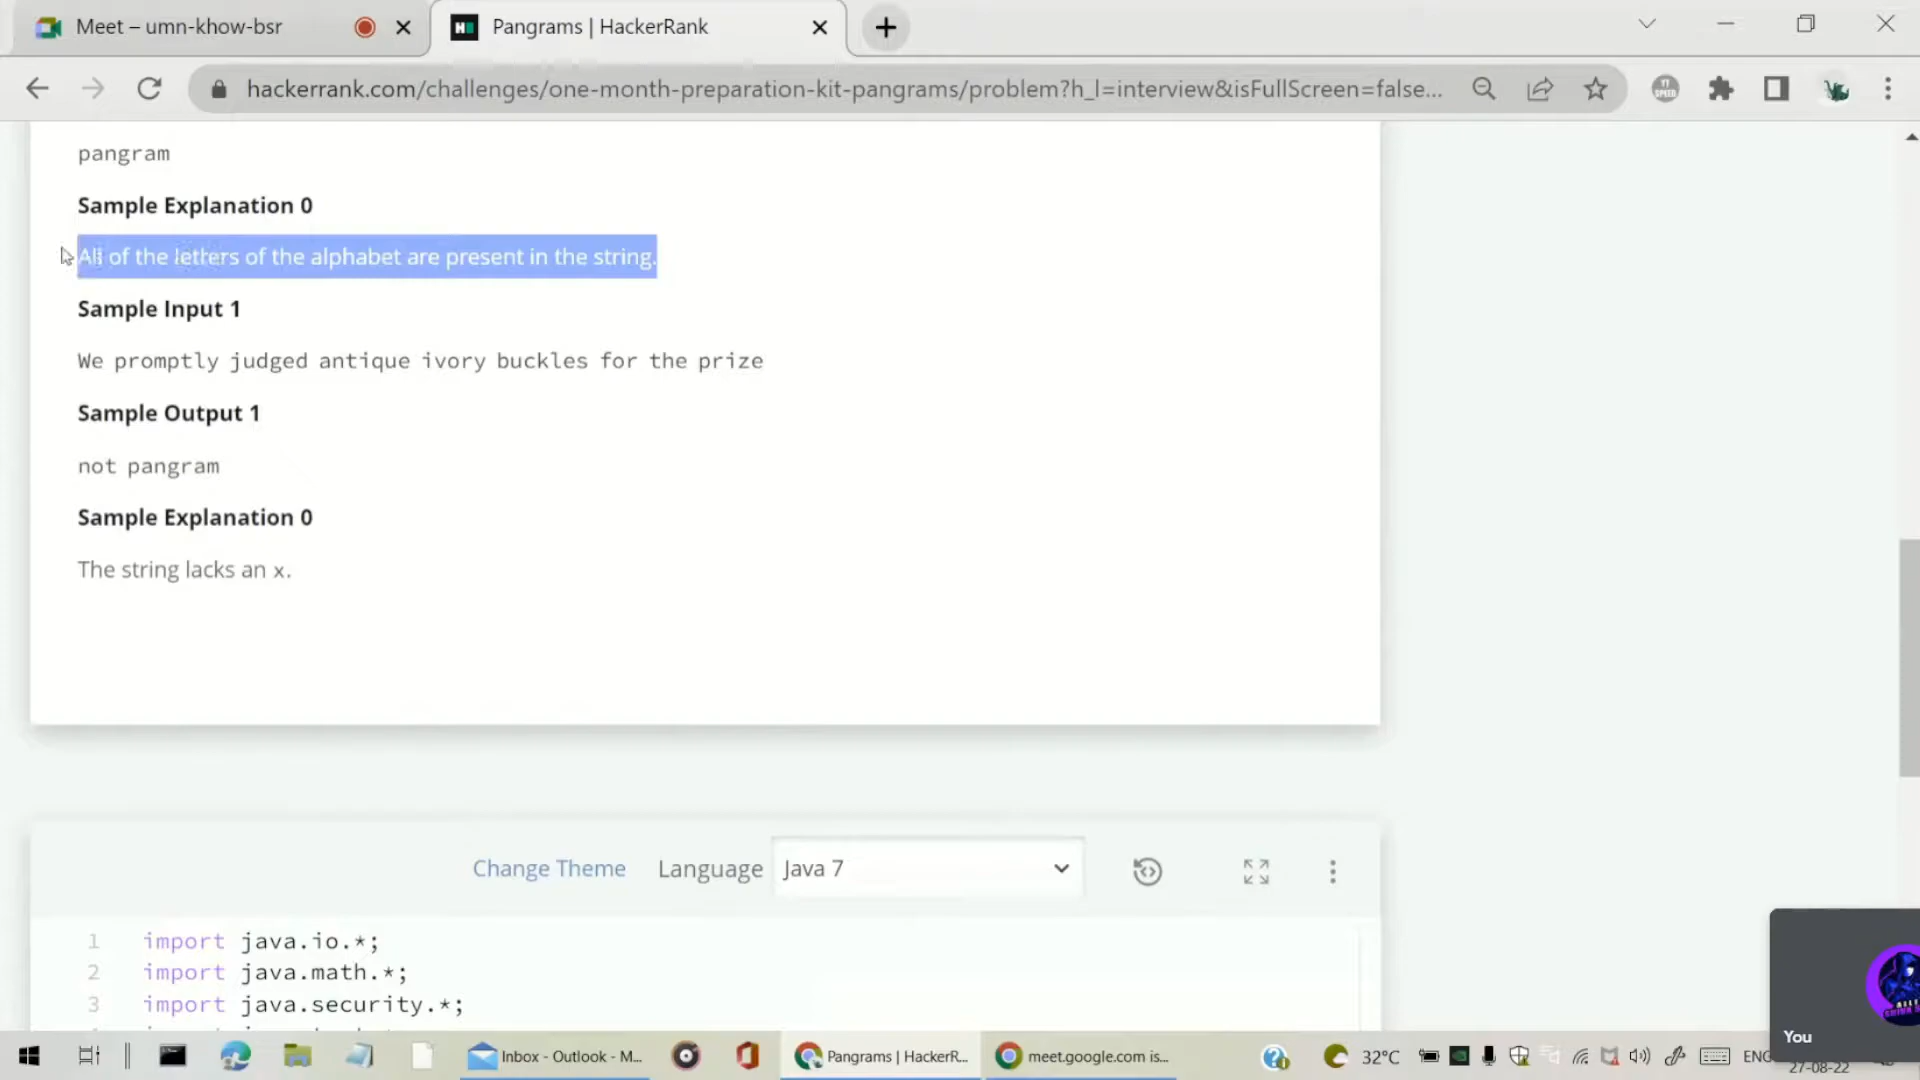 Meet – umn-khow-bsr
Pangrams | HackerRank
hackerrank.com/challenges/one-month-preparation-kit-pangrams/problem?h_l=interview&isFullScreen=false...
pangram
Sample Explanation 0
All of the letters of the alphabet are present in the string.
Sample Input 1
We promptly judged antique ivory buckles for the prize
Sample Output 1
not pangram
Sample Explanation 0
The string lacks an x.
Change Theme Language Java 7
1 import java.io.*;
2 import java.math.*;
3 import java.security.*;
You
Inbox - Outlook - M...
Pangrams | HackerR...
meet.google.com is...
32°C
ENG
27-08-22